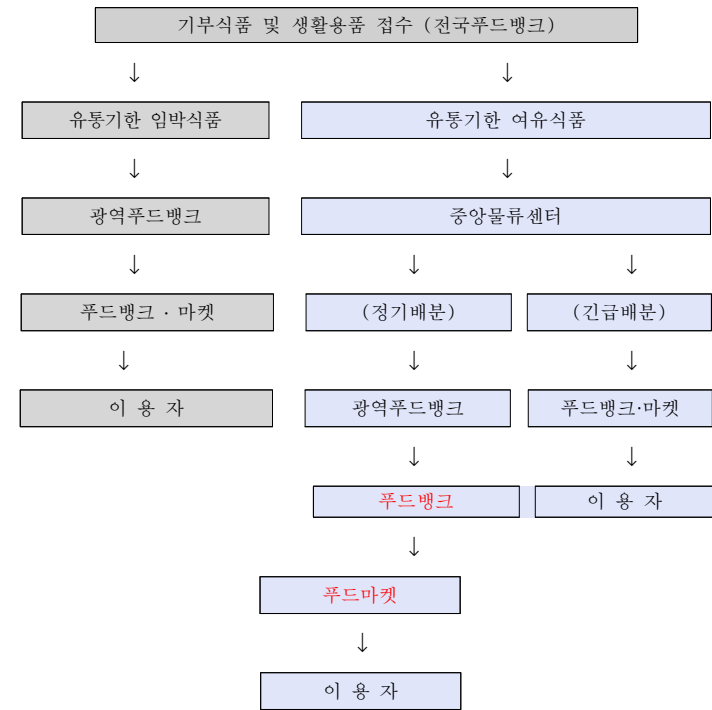 기부식품 및 생활용품 접수 (전국푸드뱅크)
↓ ↓
유통기한 임박식품 유통기한 여유식품
↓ ↓
광역푸드뱅크 중앙물류센터
↓ ↓ ↓
푸드뱅크 · 마켓 (정기배분) (긴급배분)
↓ ↓ ↓
이 용 자 광역푸드뱅크 푸드뱅크·마켓
↓ ↓
푸드뱅크 이 용 자
↓
푸드마켓
↓
이 용 자